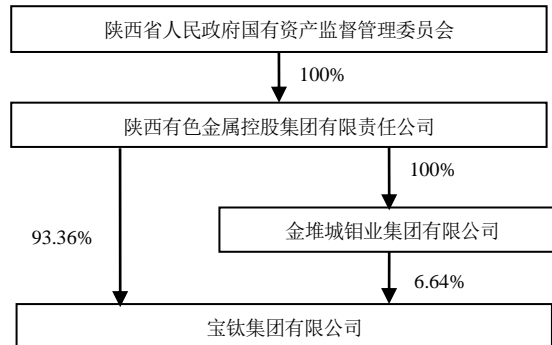 陕西省人民政府国有资产监督管理委员会
100%
陕西有色金属控股集团有限责任公司
100%
金堆城钼业集团有限公司
93.36%
6.64%
宝钛集团有限公司